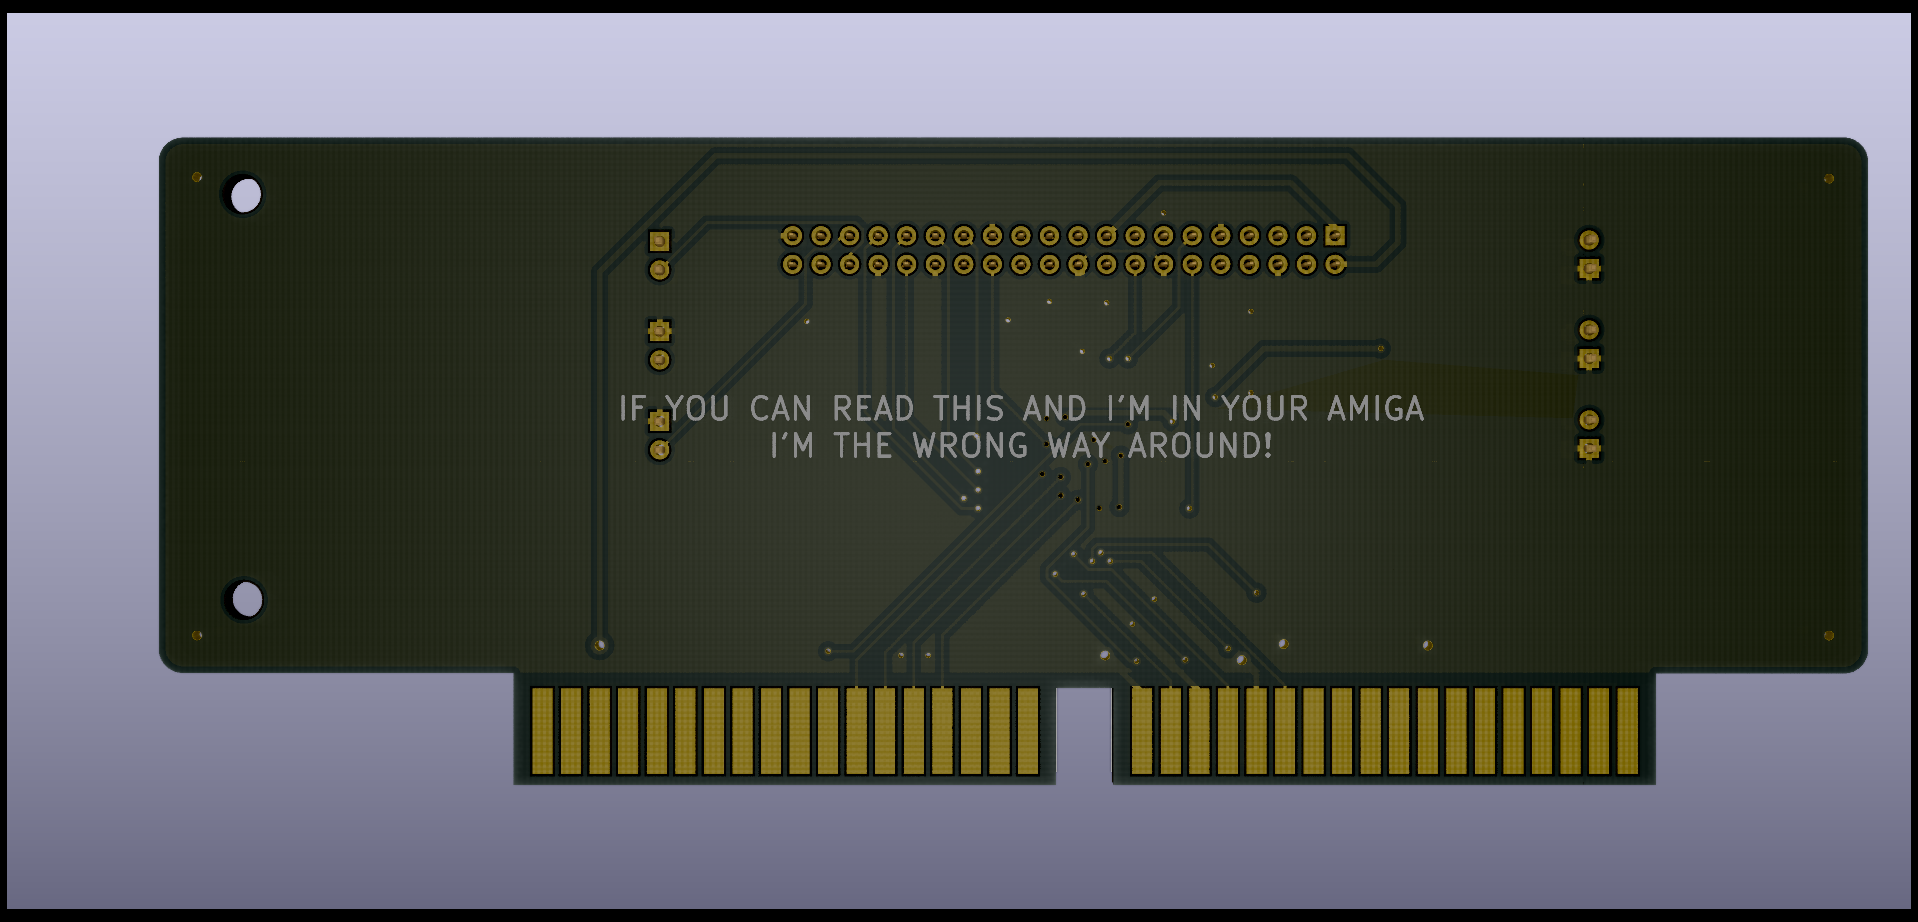 IF YOU CAN READ THIS AND I'M IN YOUR AMIGA
I'M THE WRONG WAY AROUND!